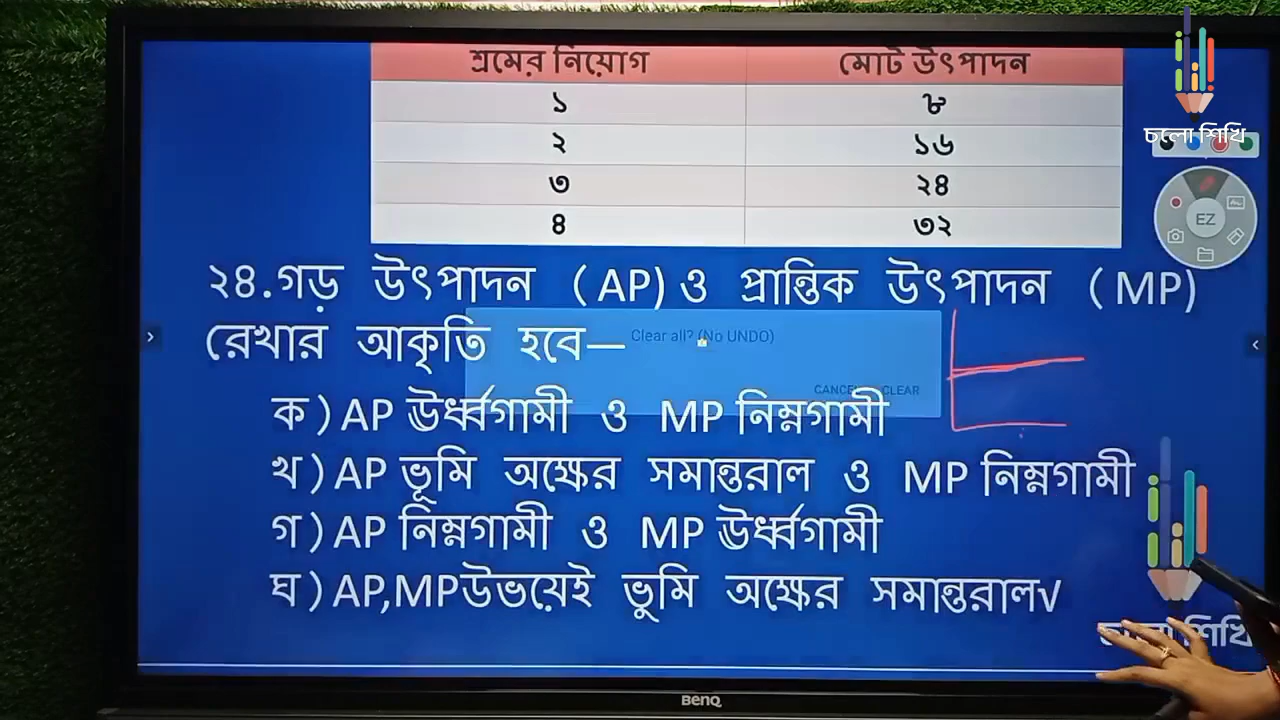 শ্রমের নিয়োগ মোট উৎপাদন
১ ৮
২ ১৬
৩ ২৪
৪ ৩২
চলো শিখি
EZ
২৪.গড় উৎপাদন (AP) ও প্রান্তিক উৎপাদন (MP)
রেখার আকৃতি হবে—
Clear all? (No UNDO)
CANCEL CLEAR
ক) AP ঊর্ধ্বগামী ও MP নিম্নগামী
খ) AP ভূমি অক্ষের সমান্তরাল ও MP নিম্নগামী
গ) AP নিম্নগামী ও MP ঊর্ধ্বগামী
ঘ) AP,MPউভয়েই ভুমি অক্ষের সমান্তরাল√
চলো শিখি
BenQ